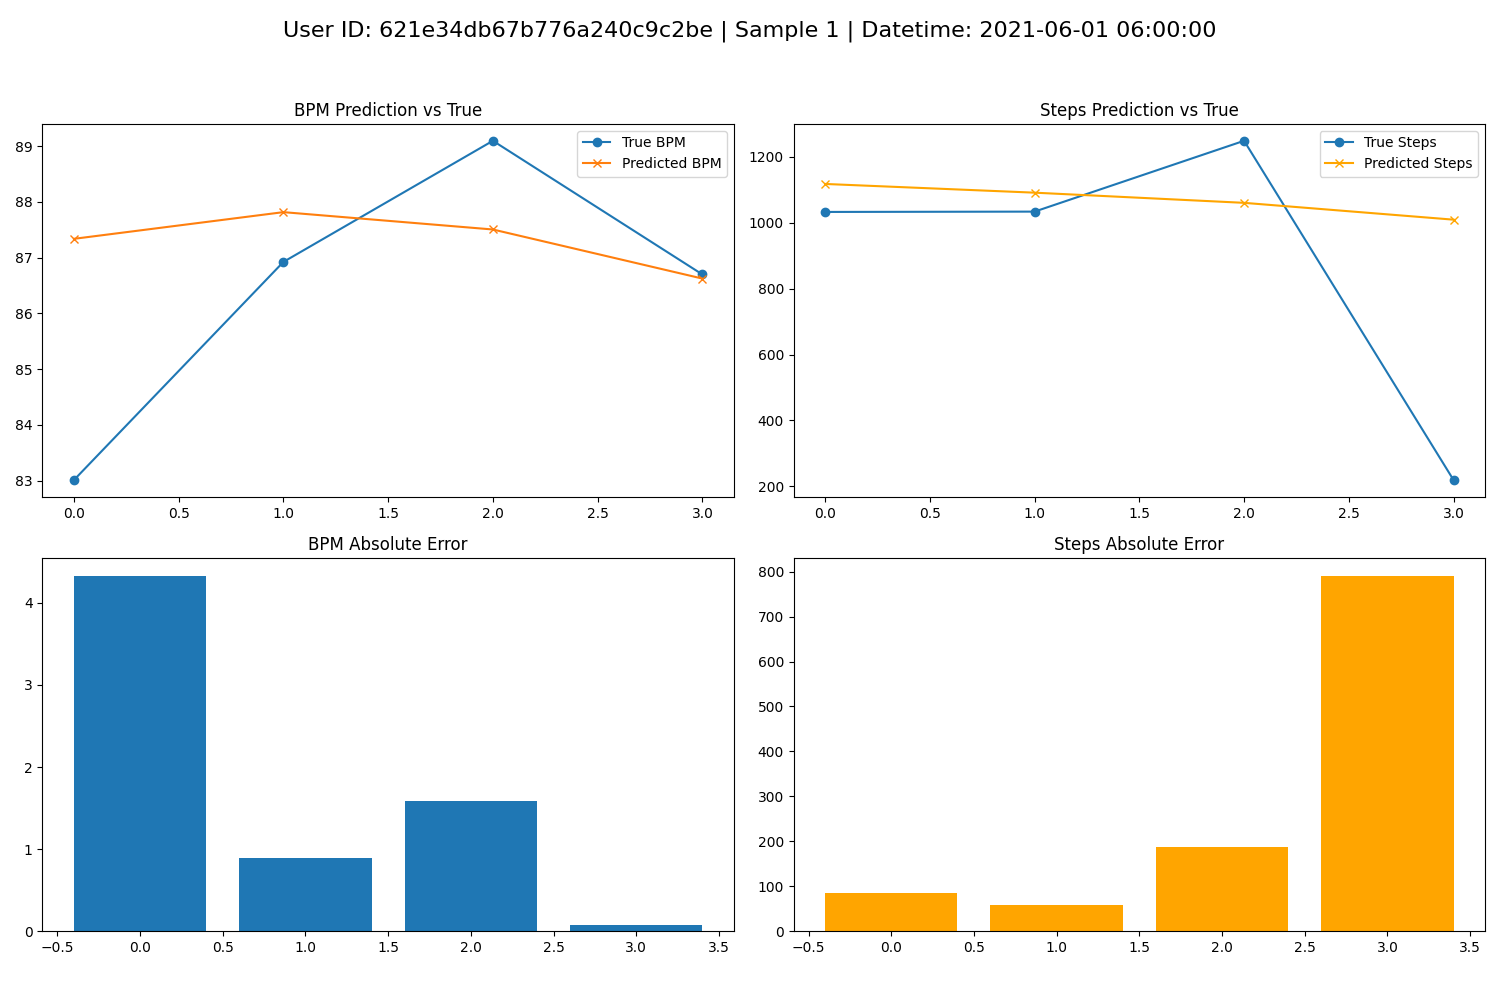 User ID: 621e34db67b776a240c9c2be | Sample 1 | Datetime: 2021-06-01 06:00:00
BPM Prediction vs True
True BPM
Predicted BPM
89
88
87
86
85
84
83
0.0 0.5 1.0 1.5 2.0 2.5 3.0
Steps Prediction vs True
True Steps
Predicted Steps
1200
1000
800
600
400
200
0.0 0.5 1.0 1.5 2.0 2.5 3.0
BPM Absolute Error
4
3
2
1
0
−0.5 0.0 0.5 1.0 1.5 2.0 2.5 3.0 3.5
Steps Absolute Error
800
700
600
500
400
300
200
100
0
−0.5 0.0 0.5 1.0 1.5 2.0 2.5 3.0 3.5